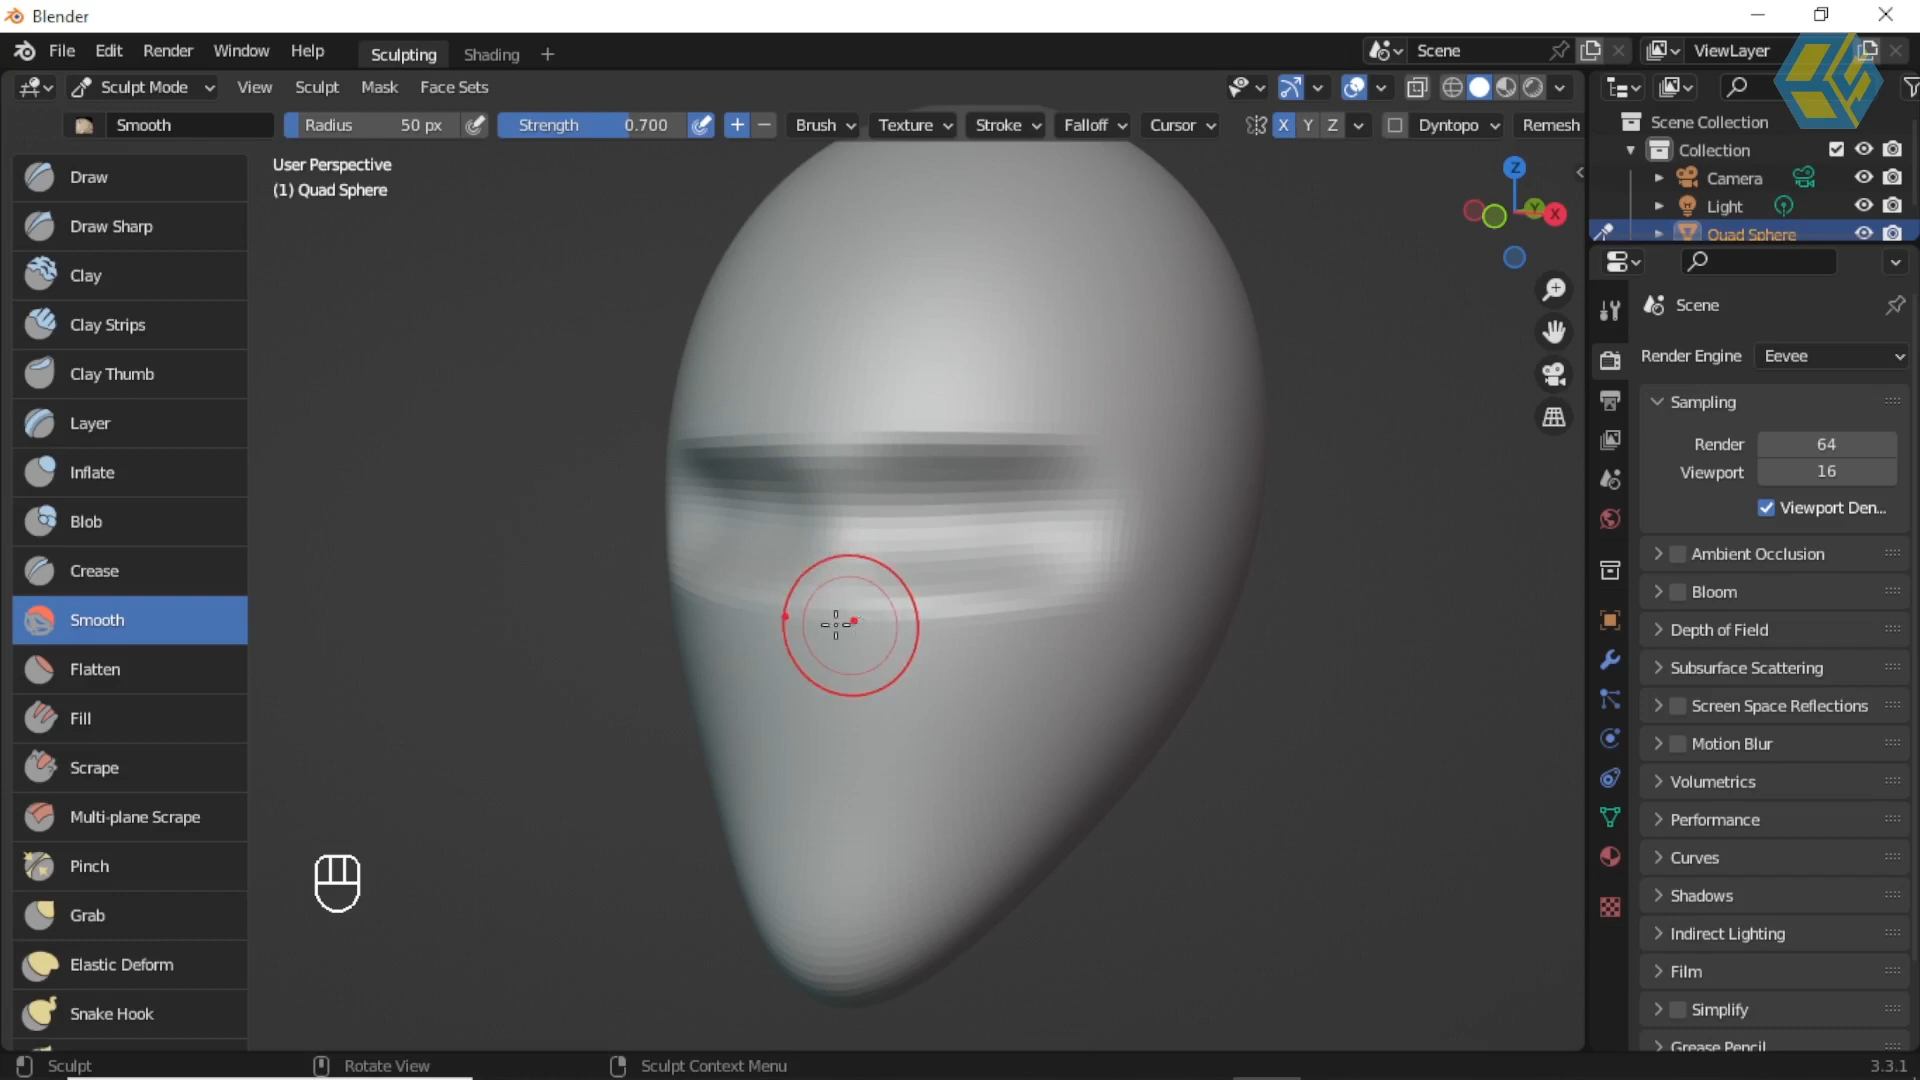 Blender
File Edit Render Window Help Sculpting Shading + Scene ViewLayer
Sculpt Mode View Sculpt Mask Face Sets
Smooth Radius 50 px Strength 0.700 + − Brush Texture Stroke Falloff Cursor X Y Z Dyntopo Remesh
User Perspective
(1) Quad Sphere
Draw
Draw Sharp
Clay
Clay Strips
Clay Thumb
Layer
Inflate
Blob
Crease
Smooth
Flatten
Fill
Scrape
Multi-plane Scrape
Pinch
Grab
Elastic Deform
Snake Hook
Z
Y
X
Scene Collection
Collection
Camera
Light
Quad Sphere
Scene
Render Engine Eevee
Sampling
Render 64
Viewport 16
Viewport Den...
Ambient Occlusion
Bloom
Depth of Field
Subsurface Scattering
Screen Space Reflections
Motion Blur
Volumetrics
Performance
Curves
Shadows
Indirect Lighting
Film
Simplify
Grease Pencil
Sculpt Rotate View Sculpt Context Menu 3.3.1